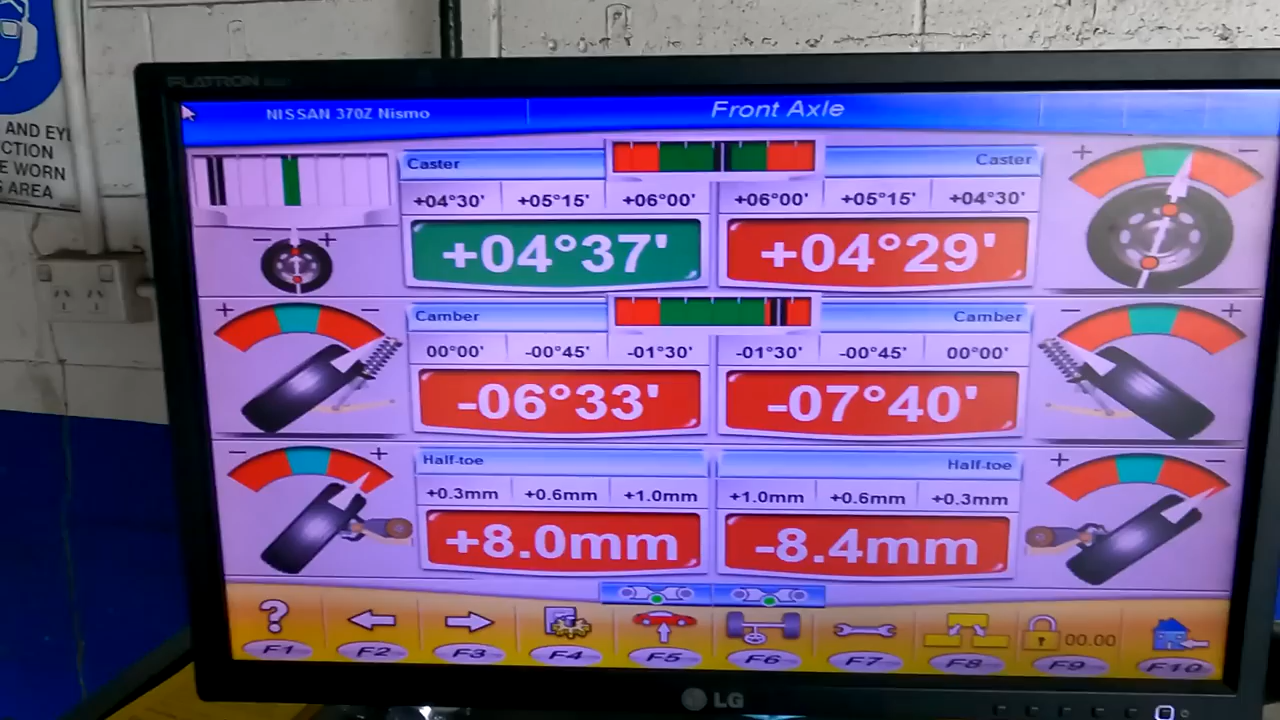 FLATRON
NISSAN 370Z Nismo
Front Axle
AND EYE
CTION
E WORN
S AREA
Caster
Caster
+04°30' +05°15' +06°00'
+06°00' +05°15' +04°30'
+04°37'
+04°29'
- +
+ -
Camber
Camber
+ -
- +
00°00' -00°45' -01°30'
-01°30' -00°45' 00°00'
-06°33'
-07°40'
Half-toe
Half-toe
- +
+ -
+0.3mm +0.6mm +1.0mm
+1.0mm +0.6mm +0.3mm
+8.0mm
-8.4mm
?
00.00
F1 F2 F3 F4 F5 F6 F7 F8 F9 F10
LG